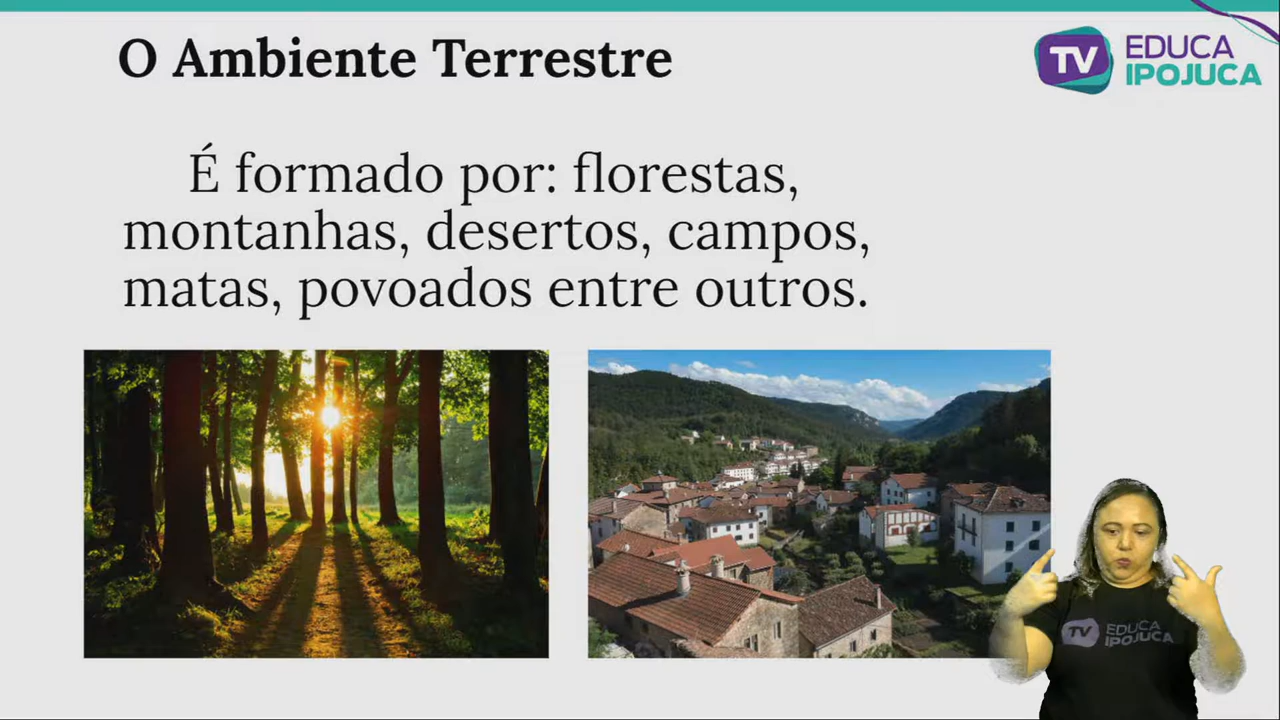 O Ambiente Terrestre
TV EDUCA
IPOJUCA
É formado por: florestas,
montanhas, desertos, campos,
matas, povoados entre outros.
TV EDUCA
IPOJUCA